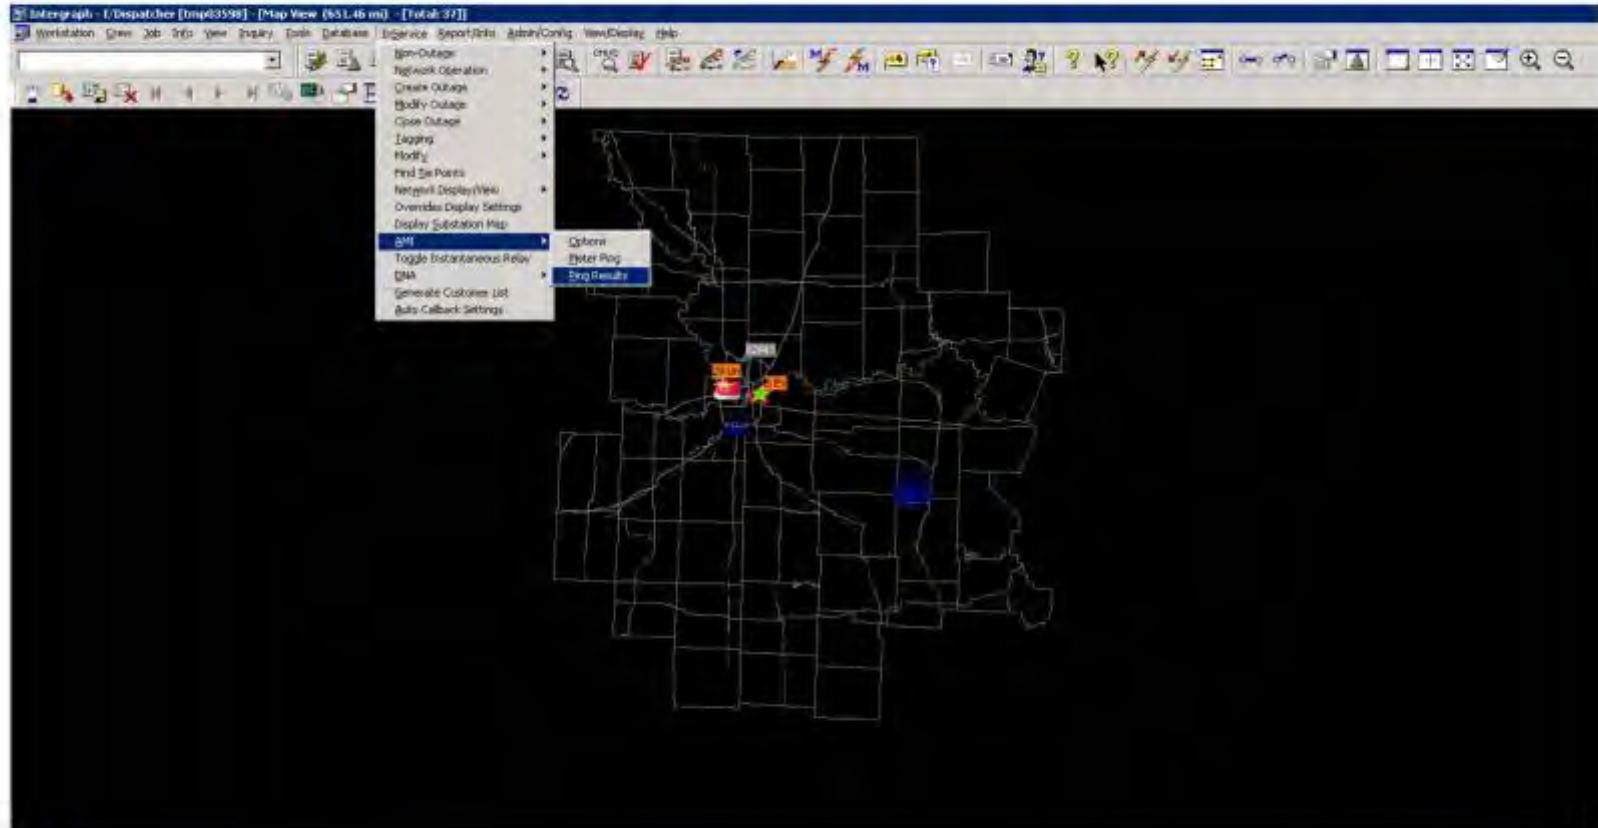 Intergraph - I/Dispatcher [tmp03598] - [Map View (651.46 mi) - [Total: 37]]
Workstation Crew Job Info View Inquiry Tools Database InService Report/Info Admin/Config View/Display Help
Non-Outage
Network Operation
Create Outage
Modify Outage
Close Outage
Tagging
Modify
Find Tie Points
Network Display/View
Overrides Display Settings
Display Substation Map
AMI
Options
Toggle Instantaneous Relay
Meter Ping
DNA
Ping Results
Generate Customer List
Auto Callback Settings